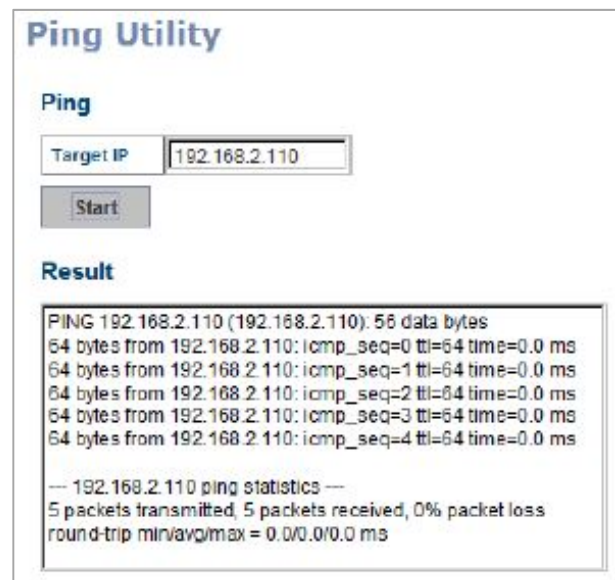 Ping Utility
Ping
Target IP 192.168.2.110
Start
Result
PING 192.168.2.110 (192.168.2.110): 56 data bytes
64 bytes from 192.168.2.110: icmp_seq=0 ttl=64 time=0.0 ms
64 bytes from 192.168.2.110: icmp_seq=1 ttl=64 time=0.0 ms
64 bytes from 192.168.2.110: icmp_seq=2 ttl=64 time=0.0 ms
64 bytes from 192.168.2.110: icmp_seq=3 ttl=64 time=0.0 ms
64 bytes from 192.168.2.110: icmp_seq=4 ttl=64 time=0.0 ms
--- 192.168.2.110 ping statistics ---
5 packets transmitted, 5 packets received, 0% packet loss
round-trip min/avg/max = 0.0/0.0/0.0 ms